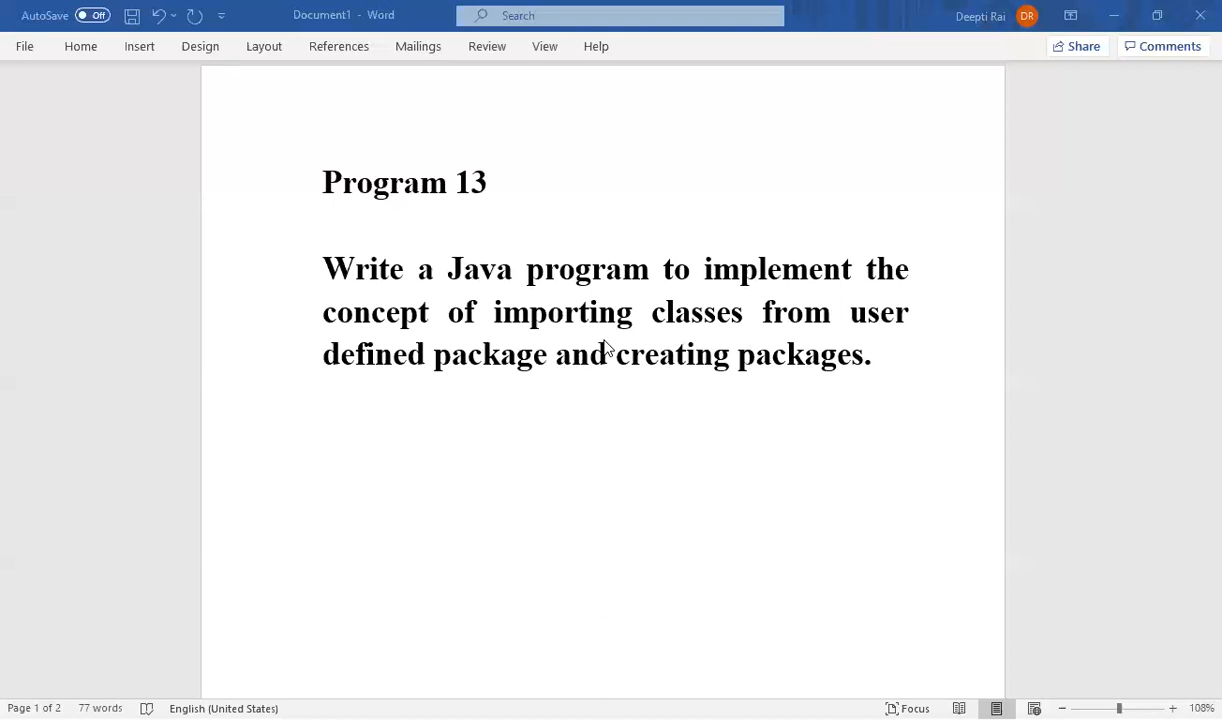 AutoSave Off Document1 - Word Search Deepti Rai DR
File Home Insert Design Layout References Mailings Review View Help Share Comments
Program 13
Write a Java program to implement the
concept of importing classes from user
defined package and creating packages.
Page 1 of 2 77 words English (United States) Focus 108%